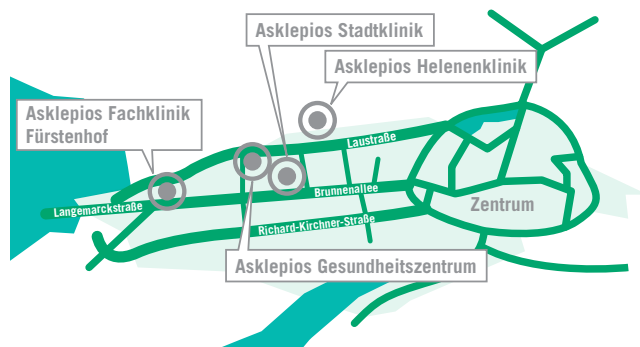 Asklepios Stadtklinik
Asklepios Helenenklinik
Asklepios Fachklinik
Fürstenhof
Laustraße
Brunnenallee
Langemarckstraße
Zentrum
Richard-Kirchner-Straße
Asklepios Gesundheitszentrum